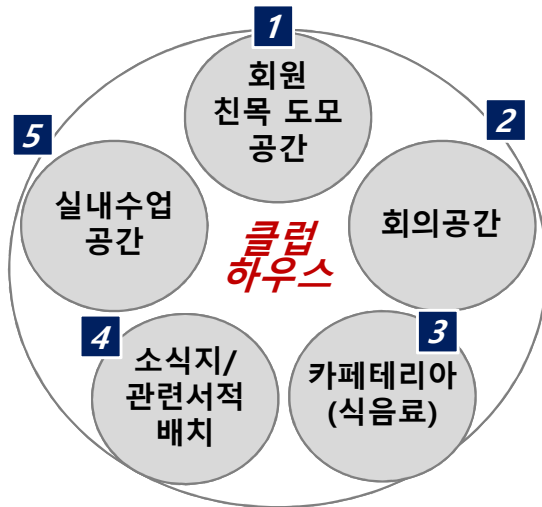 1
회원
친목 도모
공간
2
회의공간
3
카페테리아
(식음료)
4
소식지/
관련서적
배치
5
실내수업
공간
클럽
하우스